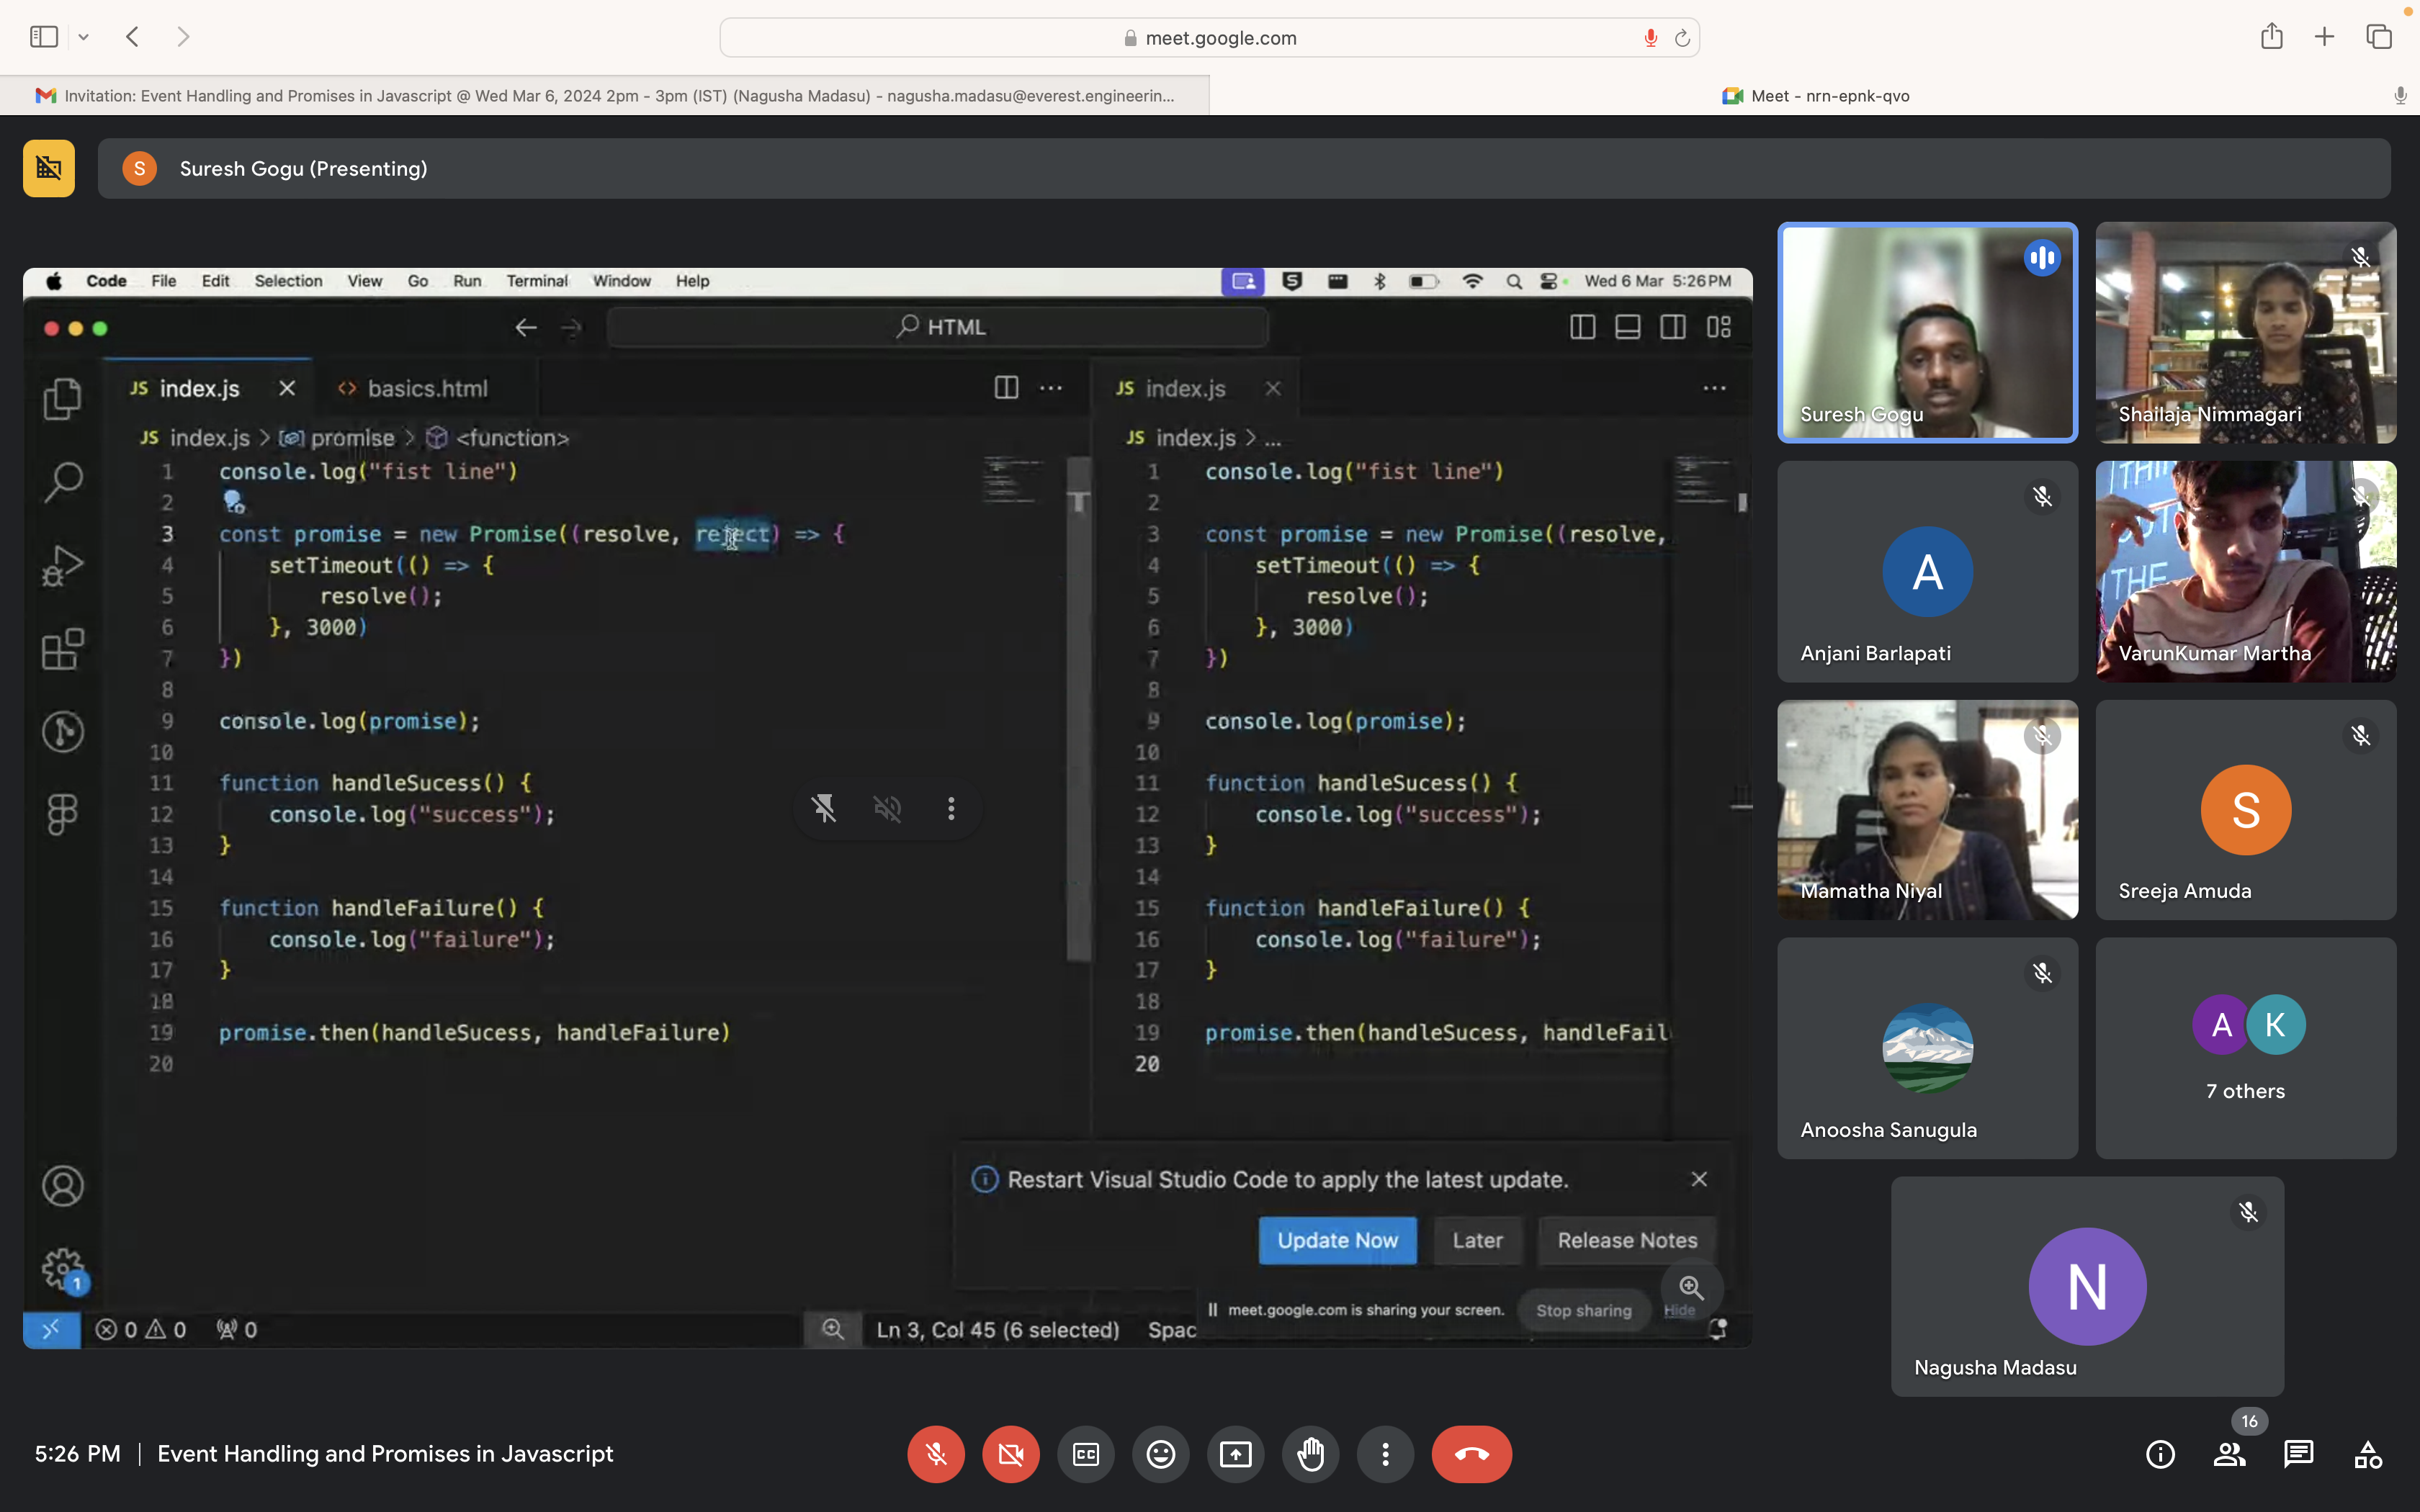 meet.google.com
Invitation: Event Handling and Promises in Javascript @ Wed Mar 6, 2024 2pm - 3pm (IST) (Nagusha Madasu) - nagusha.madasu@everest.engineerin...
Meet - nrn-epnk-qvo
S Suresh Gogu (Presenting)
Code File Edit Selection View Go Run Terminal Window Help
Wed 6 Mar 5:26 PM
HTML
JS index.js
<> basics.html
JS index.js > promise > <function>
1 console.log("fist line")
2
3 const promise = new Promise((resolve, reject) => {
4 setTimeout(() => {
5 resolve();
6 }, 3000)
7 })
8
9 console.log(promise);
10
11 function handleSucess() {
12 console.log("success");
13 }
14
15 function handleFailure() {
16 console.log("failure");
17 }
18
19 promise.then(handleSucess, handleFailure)
20
JS index.js
JS index.js > ...
1 console.log("fist line")
2
3 const promise = new Promise((resolve,
4 setTimeout(() => {
5 resolve();
6 }, 3000)
7 })
8
9 console.log(promise);
10
11 function handleSucess() {
12 console.log("success");
13 }
14
15 function handleFailure() {
16 console.log("failure");
17 }
18
19 promise.then(handleSucess, handleFail
20
Restart Visual Studio Code to apply the latest update.
Update Now Later Release Notes
meet.google.com is sharing your screen. Stop sharing Hide
1
0 0 0
Ln 3, Col 45 (6 selected) Spac
Suresh Gogu
Shailaja Nimmagari
A
Anjani Barlapati
THE
VarunKumar Martha
Mamatha Niyal
S
Sreeja Amuda
Anoosha Sanugula
A K
7 others
N
Nagusha Madasu
5:26 PM | Event Handling and Promises in Javascript
CC
16